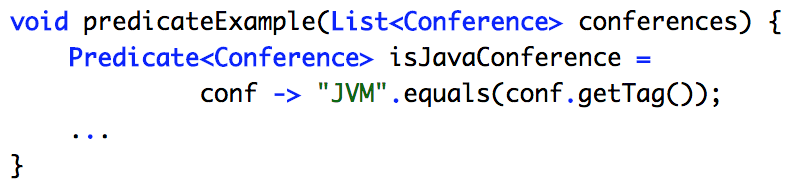 void predicateExample(List<Conference> conferences) {
    Predicate<Conference> isJavaConference =
            conf -> "JVM".equals(conf.getTag());
    ...
}